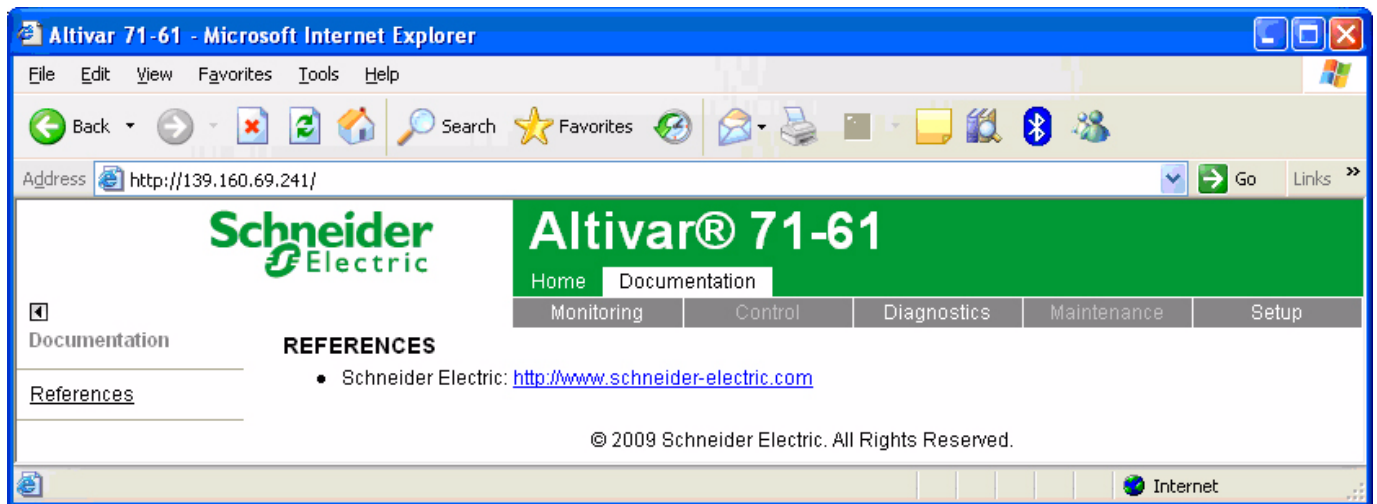 Altivar 71-61 - Microsoft Internet Explorer
File Edit View Favorites Tools Help
Back Search Favorites
Address http://139.160.69.241/ Go Links »
Schneider Electric
Altivar® 71-61
Home Documentation
Monitoring Control Diagnostics Maintenance Setup
Documentation
References
REFERENCES
• Schneider Electric: http://www.schneider-electric.com
© 2009 Schneider Electric. All Rights Reserved.
Internet